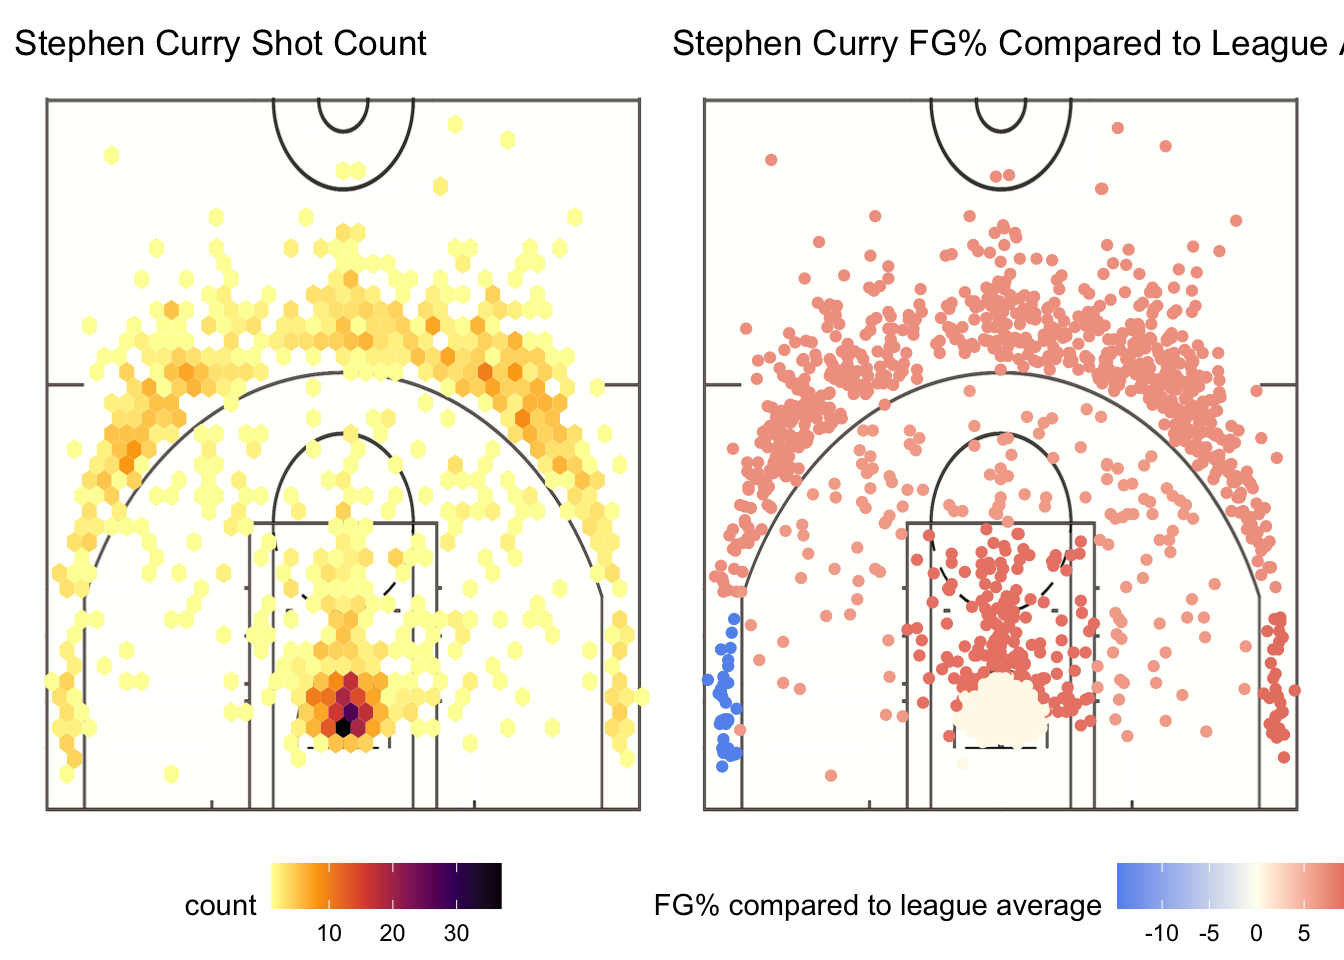 Stephen Curry Shot Count
Stephen Curry FG% Compared to League
count
10 20 30
FG% compared to league average
-10 -5 0 5